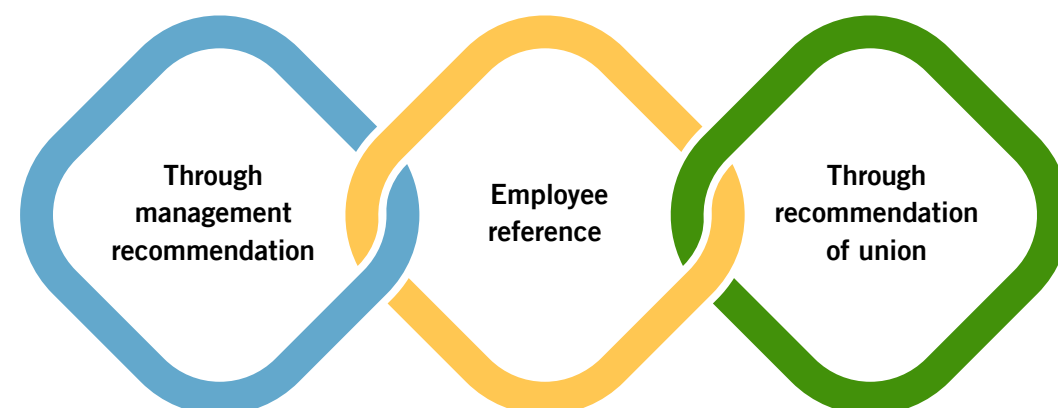 Through
management
recommendation
Employee
reference
Through
recommendation
of union